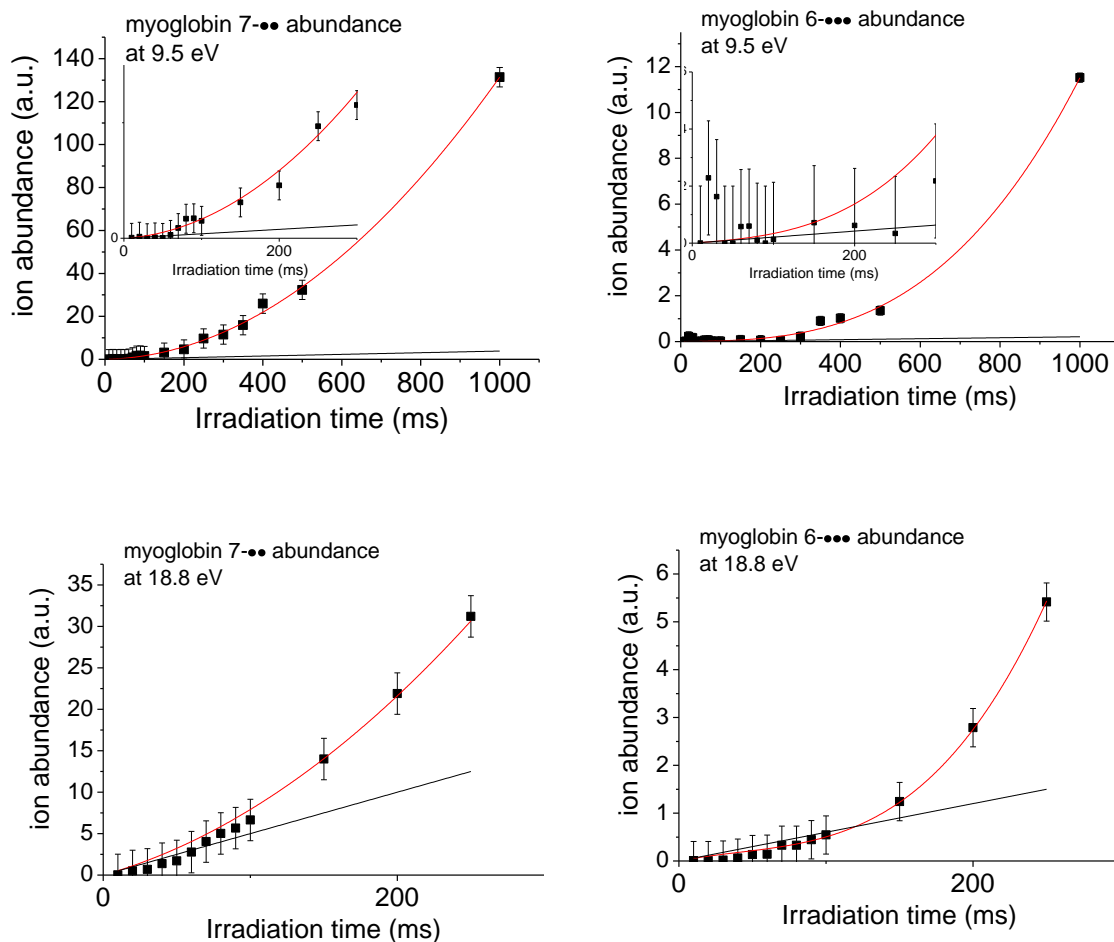 myoglobin 7-●● abundance
at 9.5 eV
ion abundance (a.u.)
140
120
100
80
60
40
20
0
0
0 200
Irradiation time (ms)
0 200 400 600 800 1000
Irradiation time (ms)
myoglobin 6-●●● abundance
at 9.5 eV
ion abundance (a.u.)
12
10
8
6
4
2
0
6
4
2
0
0 200
Irradiation time (ms)
0 200 400 600 800 1000
Irradiation time (ms)
myoglobin 7-●● abundance
at 18.8 eV
ion abundance (a.u.)
35
30
25
20
15
10
5
0
0 200
Irradiation time (ms)
myoglobin 6-●●● abundance
at 18.8 eV
ion abundance (a.u.)
6
5
4
3
2
1
0
0 200
Irradiation time (ms)